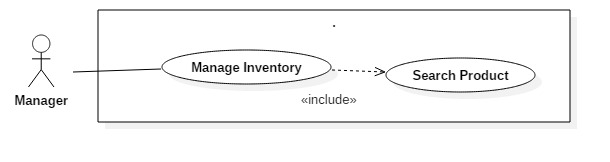 Manage Inventory
Search Product
Manager
«include»